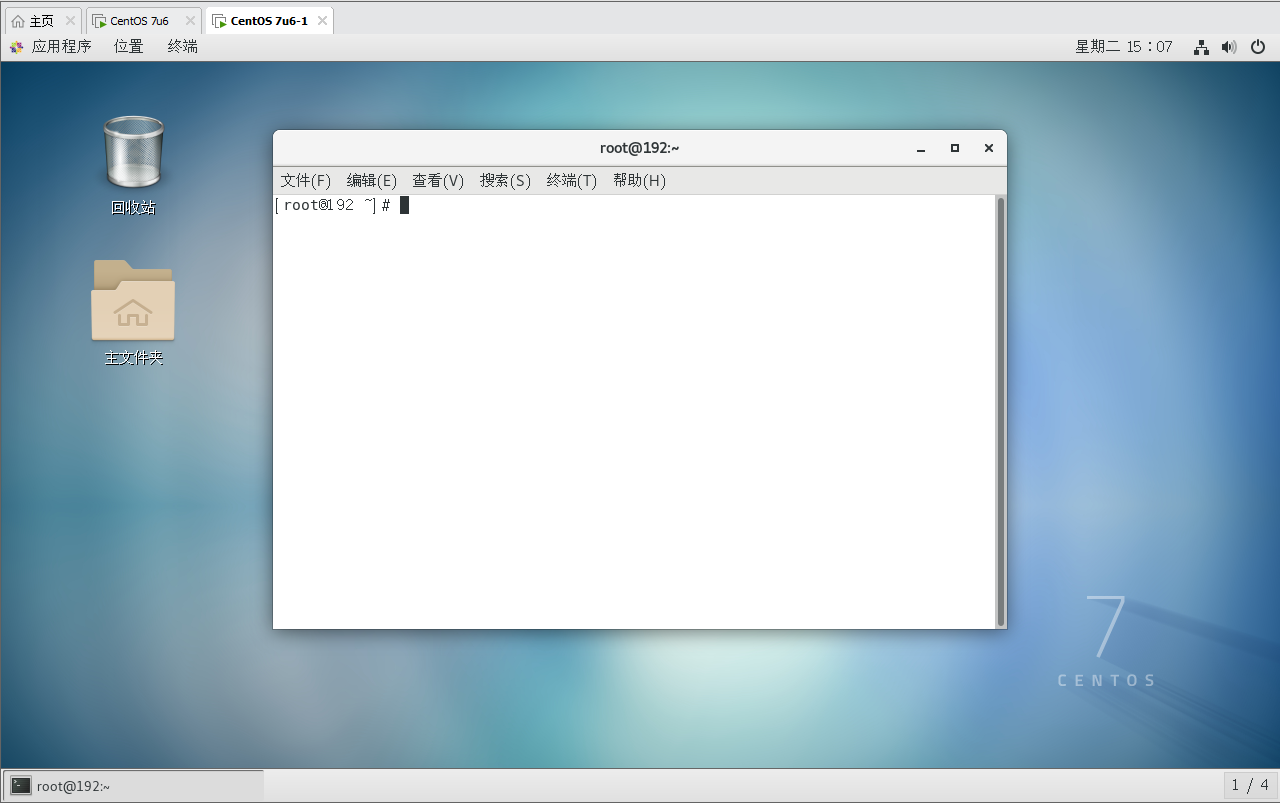 主页
CentOS 7u6
CentOS 7u6-1
应用程序 位置 终端
星期二 15：07
回收站
主文件夹
root@192:~
文件(F) 编辑(E) 查看(V) 搜索(S) 终端(T) 帮助(H)
[root@192 ~]#
7
CENTOS
root@192:~
1 / 4